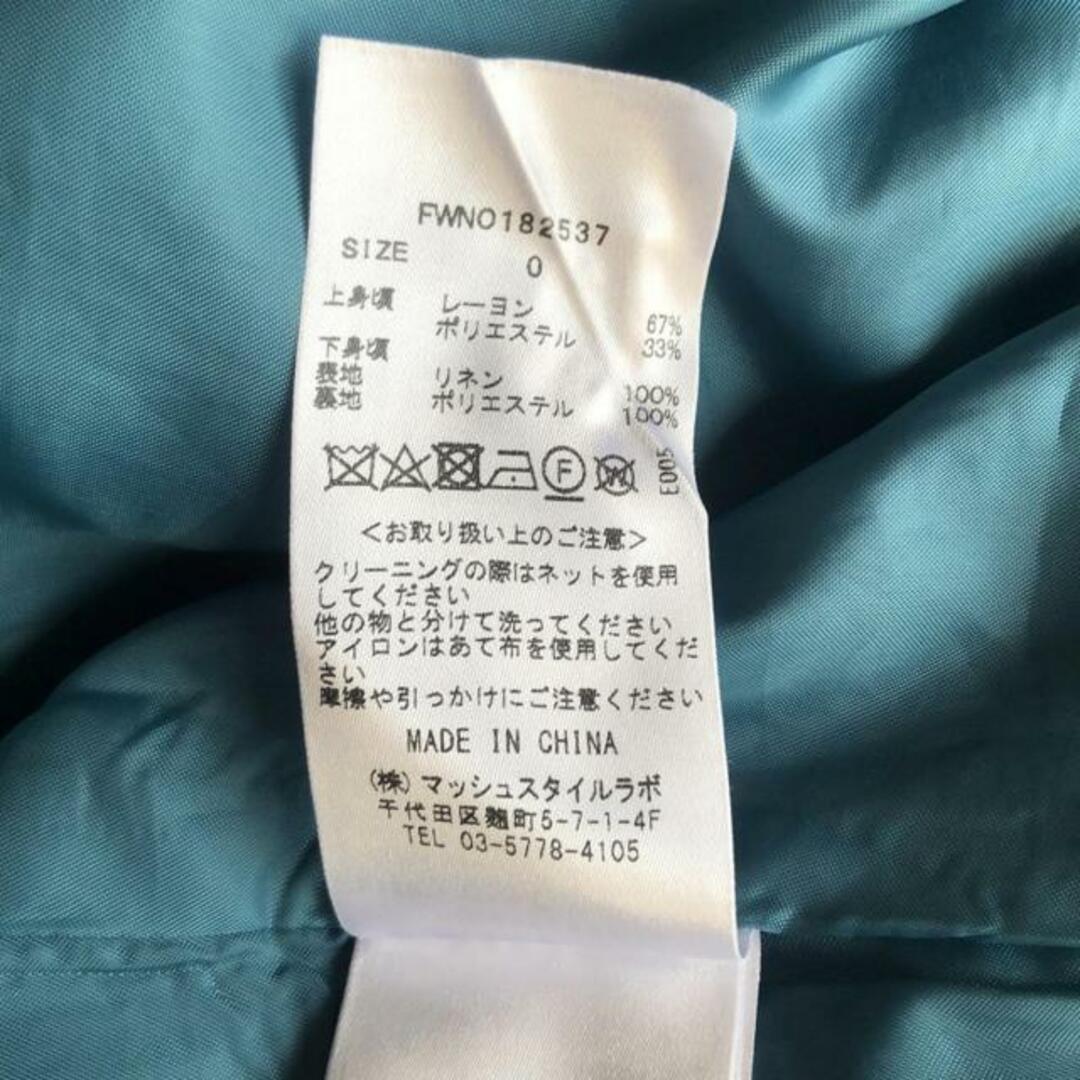 FWNO182537
SIZE 0
上身頃 レーヨン 67%
ポリエステル 33%
下身頃
表地 リネン 100%
裏地 ポリエステル 100%
F W E005
<お取り扱い上のご注意>
クリーニングの際はネットを使用
してください
他の物と分けて洗ってください
アイロンはあて布を使用してくだ
さい
摩擦や引っかけにご注意ください
MADE IN CHINA
(株)マッシュスタイルラボ
千代田区麹町5-7-1-4F
TEL 03-5778-4105